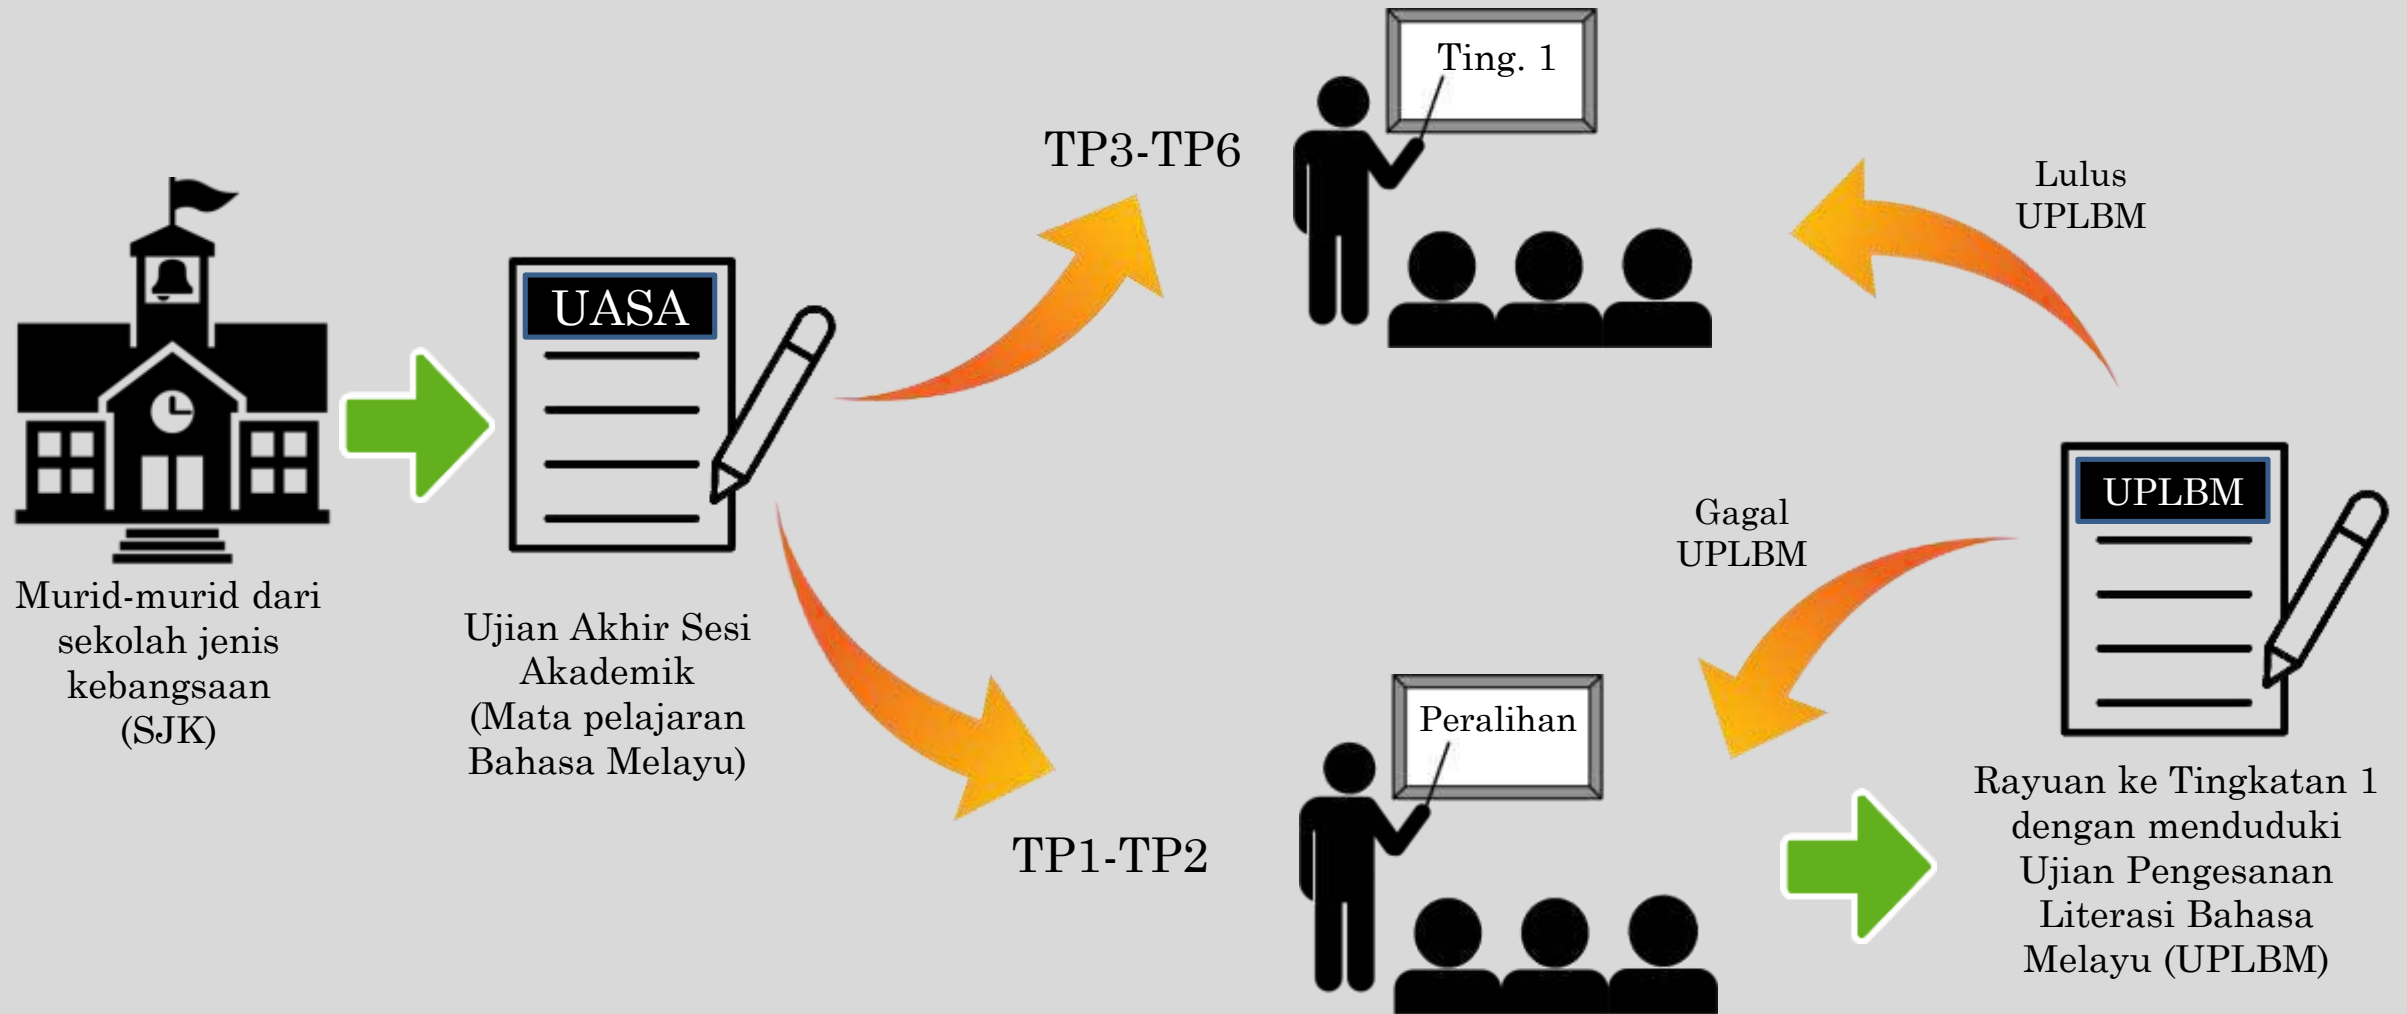 Murid-murid dari
sekolah jenis
kebangsaan
(SJK)
UASA
Ujian Akhir Sesi
Akademik
(Mata pelajaran
Bahasa Melayu)
TP3-TP6
Ting. 1
TP1-TP2
Peralihan
Lulus
UPLBM
Gagal
UPLBM
UPLBM
Rayuan ke Tingkatan 1
dengan menduduki
Ujian Pengesanan
Literasi Bahasa
Melayu (UPLBM)